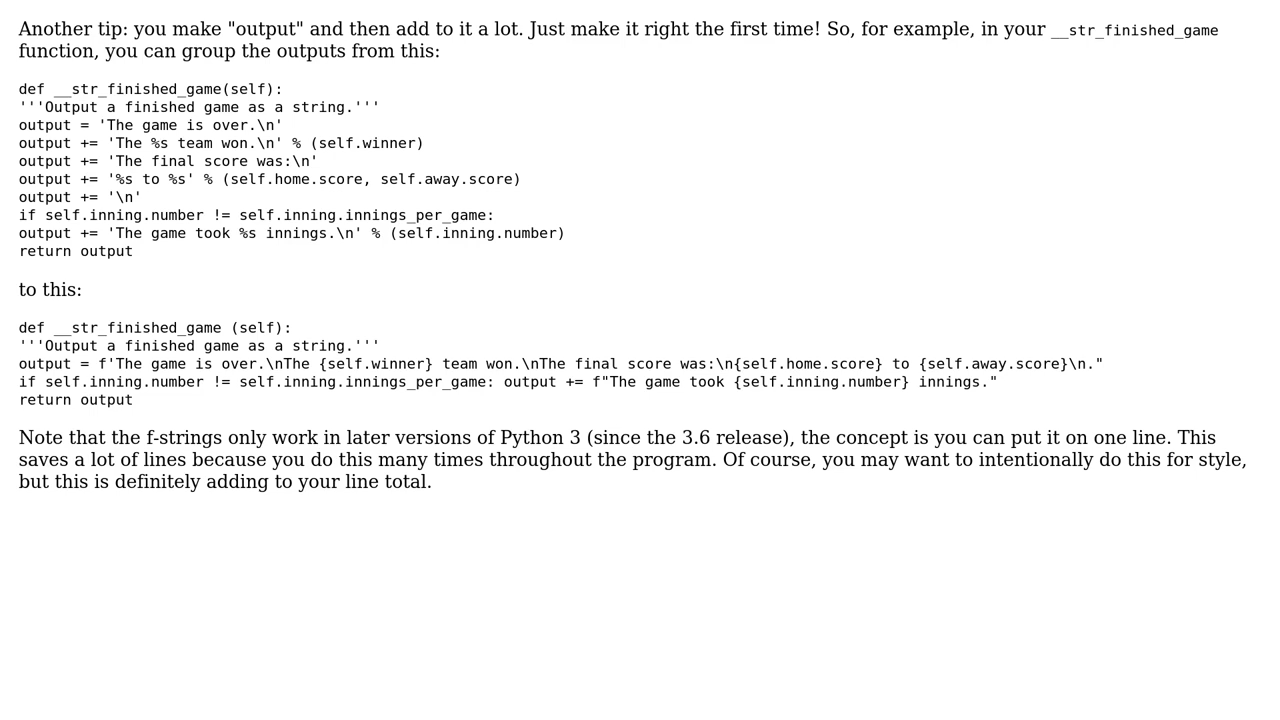 Another tip: you make "output" and then add to it a lot. Just make it right the first time! So, for example, in your __str_finished_game
function, you can group the outputs from this:
def __str_finished_game(self):
'''Output a finished game as a string.'''
output = 'The game is over.\n'
output += 'The %s team won.\n' % (self.winner)
output += 'The final score was:\n'
output += '%s to %s' % (self.home.score, self.away.score)
output += '\n'
if self.inning.number != self.inning.innings_per_game:
output += 'The game took %s innings.\n' % (self.inning.number)
return output
to this:
def __str_finished_game (self):
'''Output a finished game as a string.'''
output = f'The game is over.\nThe {self.winner} team won.\nThe final score was:\n{self.home.score} to {self.away.score}\n."
if self.inning.number != self.inning.innings_per_game: output += f"The game took {self.inning.number} innings."
return output
Note that the f-strings only work in later versions of Python 3 (since the 3.6 release), the concept is you can put it on one line. This
saves a lot of lines because you do this many times throughout the program. Of course, you may want to intentionally do this for style,
but this is definitely adding to your line total.